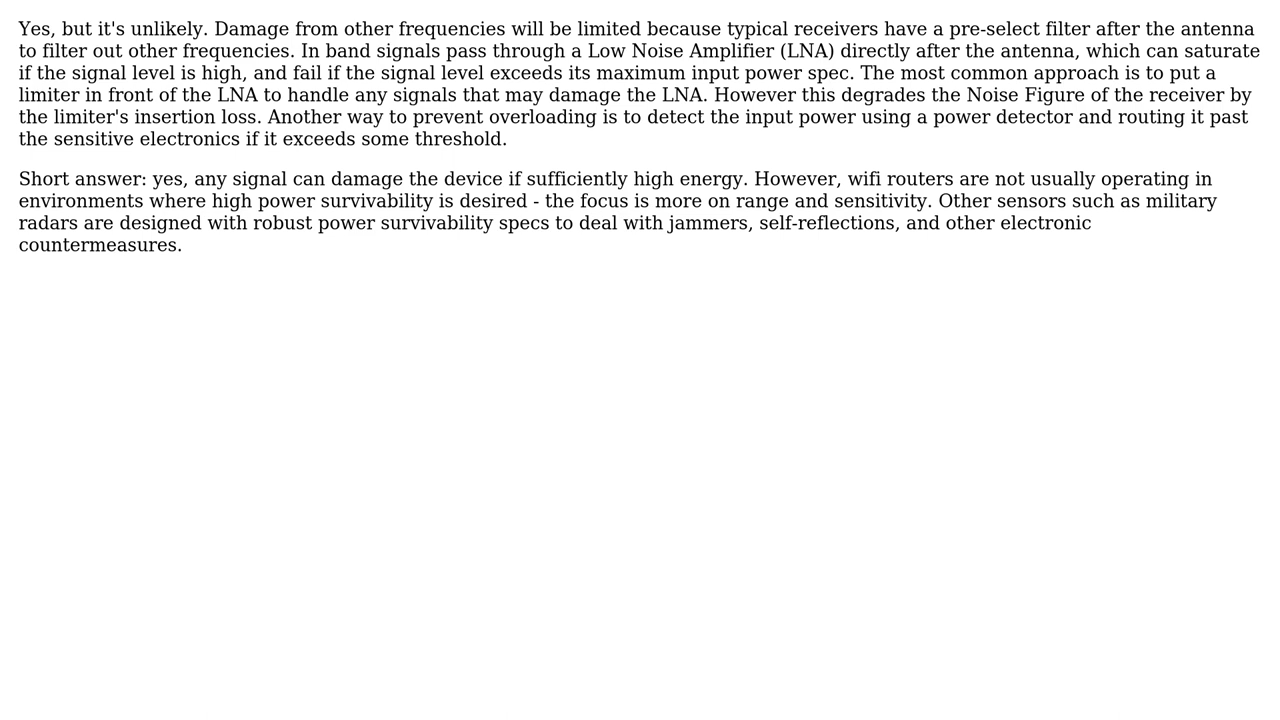 Yes, but it's unlikely. Damage from other frequencies will be limited because typical receivers have a pre-select filter after the antenna
to filter out other frequencies. In band signals pass through a Low Noise Amplifier (LNA) directly after the antenna, which can saturate
if the signal level is high, and fail if the signal level exceeds its maximum input power spec. The most common approach is to put a
limiter in front of the LNA to handle any signals that may damage the LNA. However this degrades the Noise Figure of the receiver by
the limiter's insertion loss. Another way to prevent overloading is to detect the input power using a power detector and routing it past
the sensitive electronics if it exceeds some threshold.
Short answer: yes, any signal can damage the device if sufficiently high energy. However, wifi routers are not usually operating in
environments where high power survivability is desired - the focus is more on range and sensitivity. Other sensors such as military
radars are designed with robust power survivability specs to deal with jammers, self-reflections, and other electronic
countermeasures.